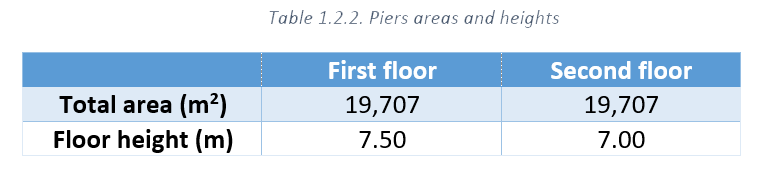 Table 1.2.2. Piers areas and heights
First floor Second floor
Total area (m²) 19,707 19,707
Floor height (m) 7.50 7.00